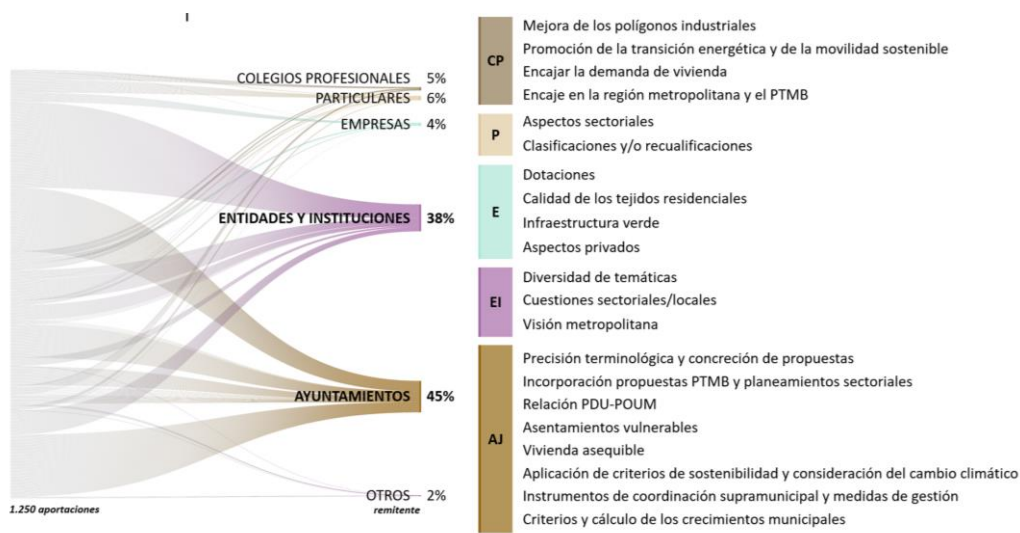 COLEGIOS PROFESIONALES 5%
PARTICULARES 6%
EMPRESAS 4%
ENTIDADES Y INSTITUCIONES 38%
AYUNTAMIENTOS 45%
OTROS 2%
1.250 aportaciones
remitente
CP
Mejora de los polígonos industriales
Promoción de la transición energética y de la movilidad sostenible
Encajar la demanda de vivienda
Encaje en la región metropolitana y el PTMB
P
Aspectos sectoriales
Clasificaciones y/o recualificaciones
E
Dotaciones
Calidad de los tejidos residenciales
Infraestructura verde
Aspectos privados
EI
Diversidad de temáticas
Cuestiones sectoriales/locales
Visión metropolitana
AJ
Precisión terminológica y concreción de propuestas
Incorporación propuestas PTMB y planeamientos sectoriales
Relación PDU-POUM
Asentamientos vulnerables
Vivienda asequible
Aplicación de criterios de sostenibilidad y consideración del cambio climático
Instrumentos de coordinación supramunicipal y medidas de gestión
Criterios y cálculo de los crecimientos municipales